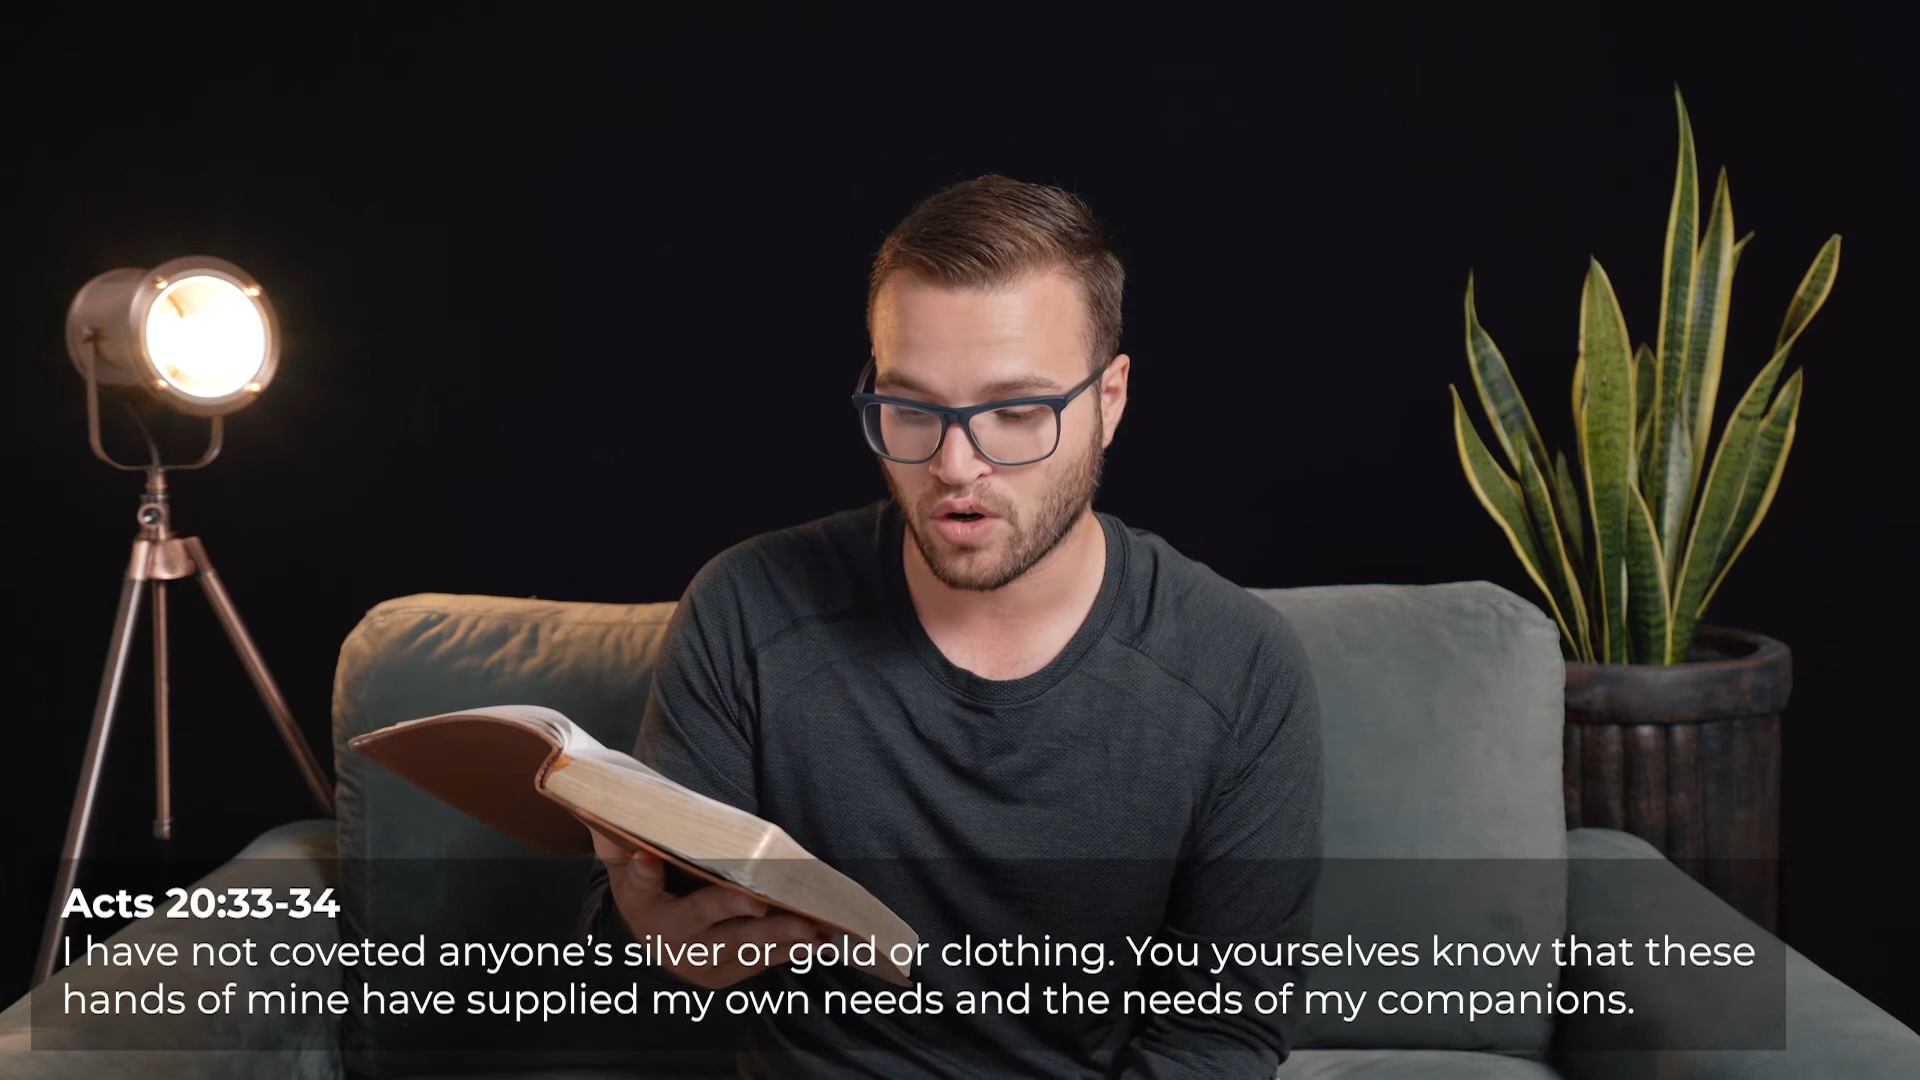 Acts 20:33-34
I have not coveted anyone’s silver or gold or clothing. You yourselves know that these
hands of mine have supplied my own needs and the needs of my companions.